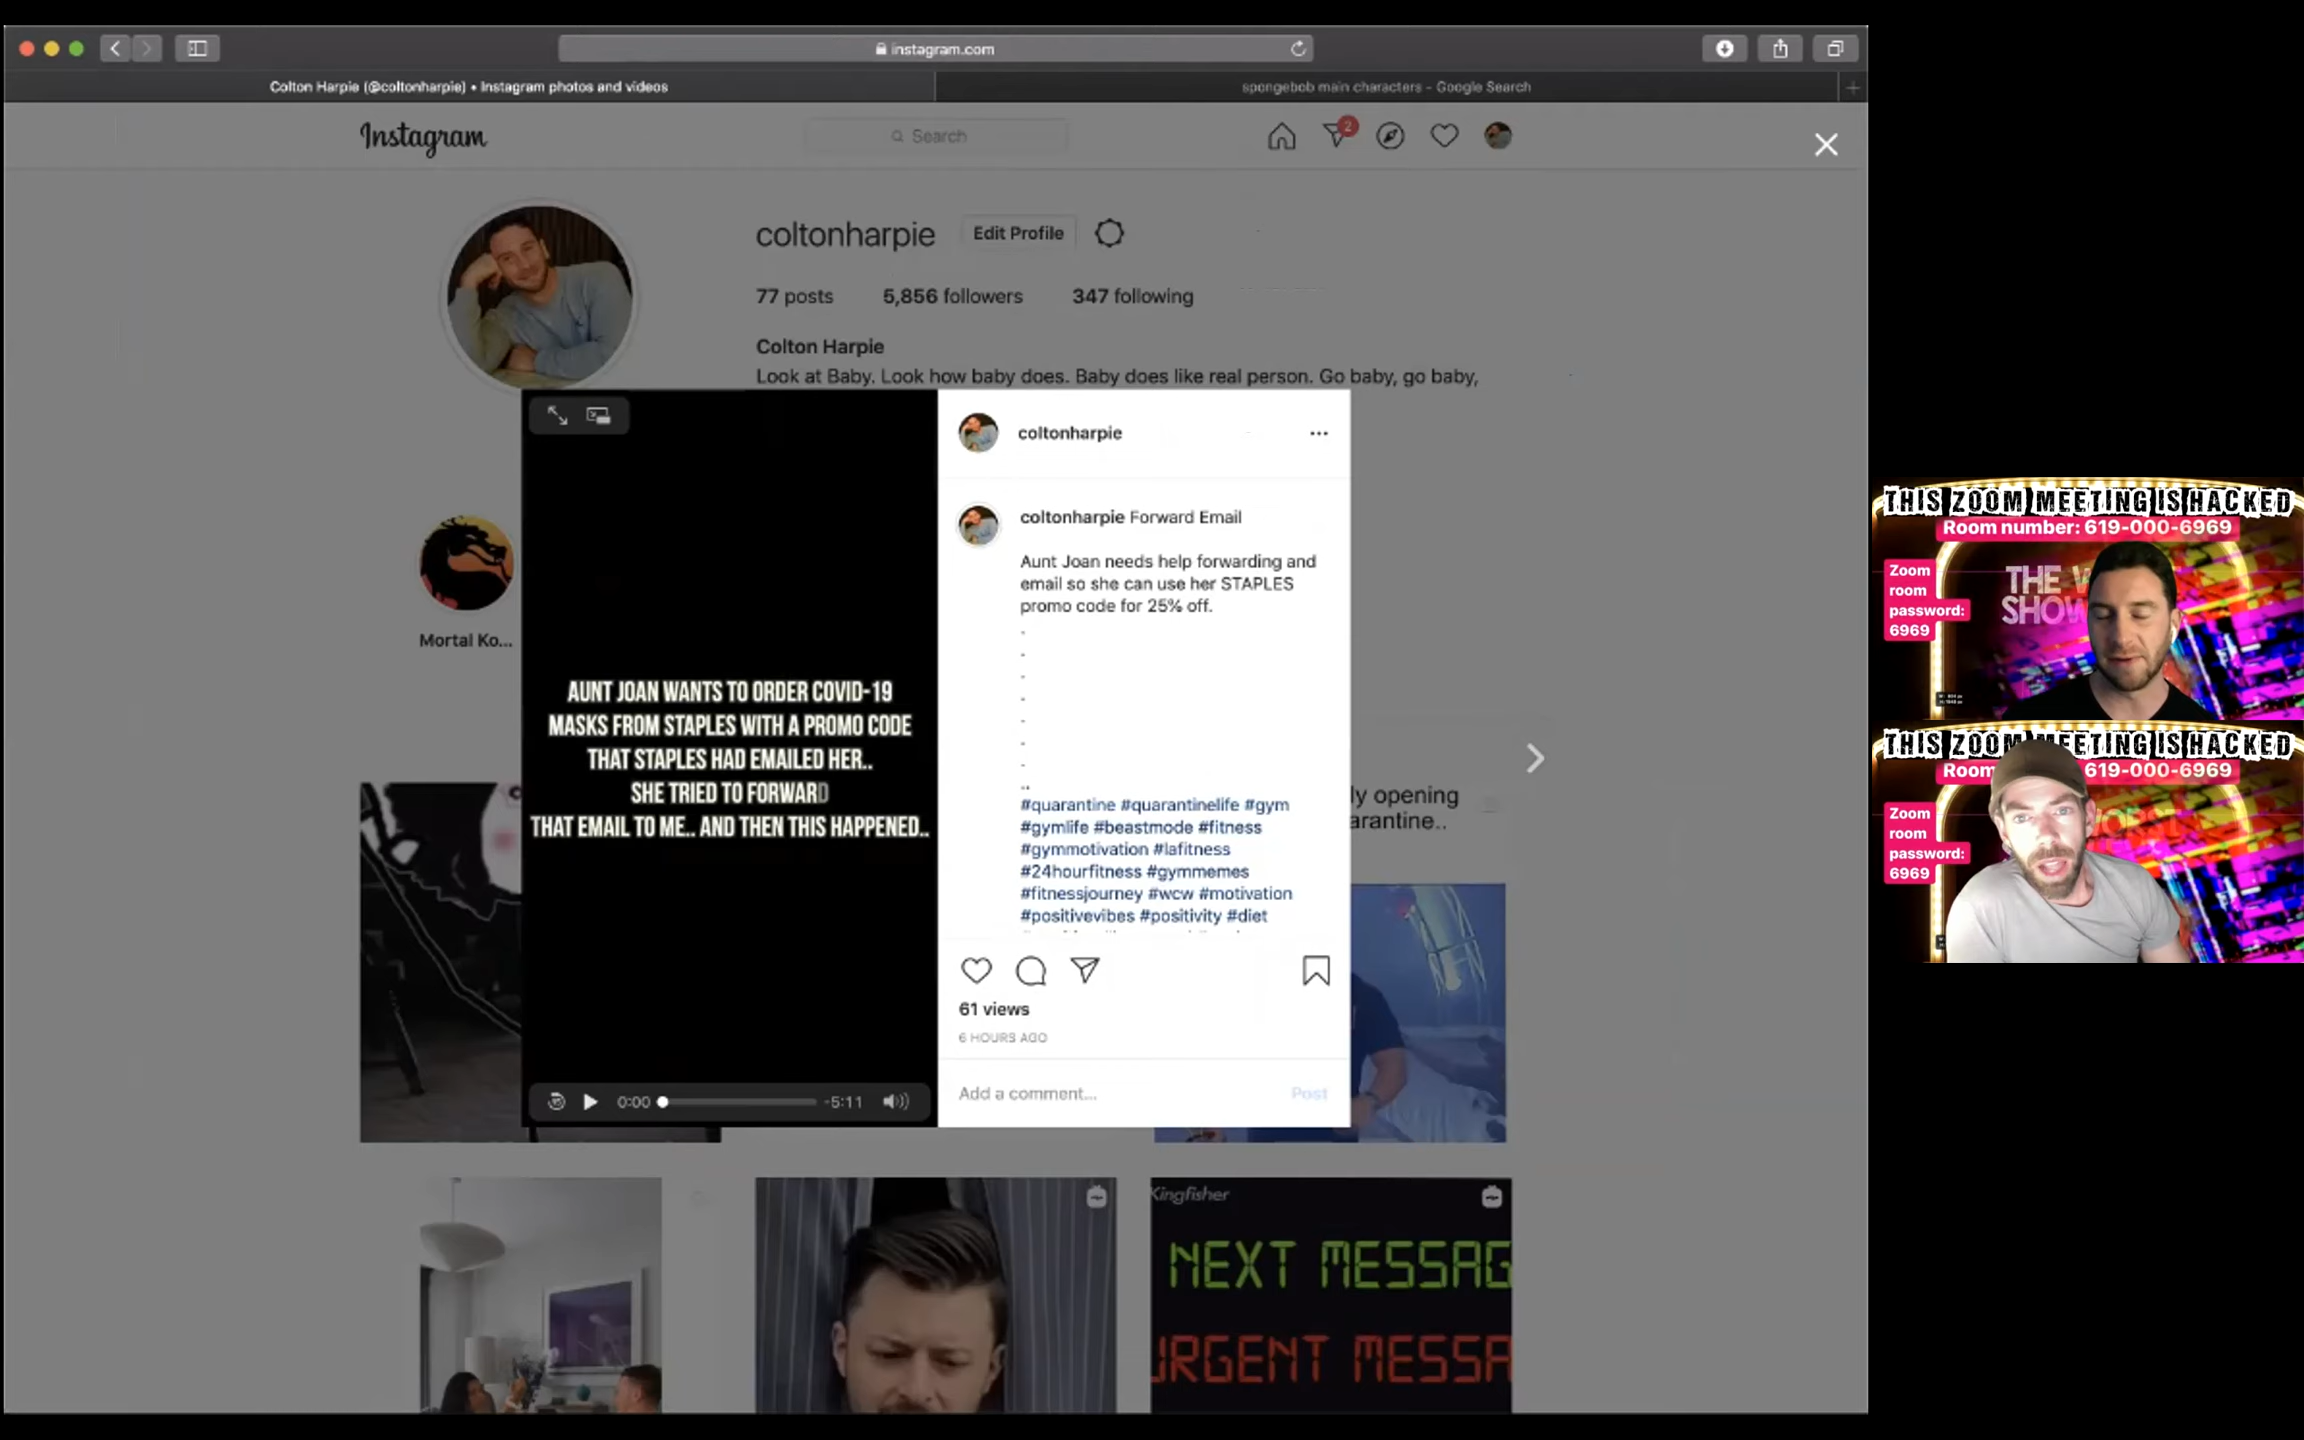 instagram.com
Colton Harpie (@coltonharpie) • Instagram photos and videos
spongebob main characters - Google Search
Instagram
Search
2
coltonharpie
Edit Profile
77 posts
5,856 followers
347 following
Colton Harpie
Look at Baby. Look how baby does. Baby does like real person. Go baby, go baby,
Mortal Ko...
AUNT JOAN WANTS TO ORDER COVID-19
MASKS FROM STAPLES WITH A PROMO CODE
THAT STAPLES HAD EMAILED HER..
SHE TRIED TO FORWARD
THAT EMAIL TO ME.. AND THEN THIS HAPPENED..
0:00
-5:11
coltonharpie
coltonharpie Forward Email
Aunt Joan needs help forwarding and
email so she can use her STAPLES
promo code for 25% off.
.
.
.
.
.
.
.
..
#quarantine #quarantinelife #gym
#gymlife #beastmode #fitness
#gymmotivation #lafitness
#24hourfitness #gymmemes
#fitnessjourney #wcw #motivation
#positivevibes #positivity #diet
61 views
6 HOURS AGO
Add a comment...
Post
ly opening
arantine..
Kingfisher
NEXT MESSAG
URGENT MESSA
THIS ZOOM MEETING IS HACKED
Room number: 619-000-6969
Zoom
room
password:
6969
THE W
SHOW
THIS ZOOM MEETING IS HACKED
Room 619-000-6969
Zoom
room
password:
6969
ORST